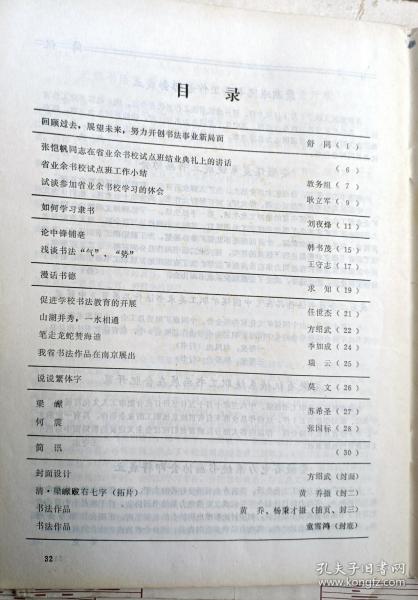 目 录
回顾过去，展望未来，努力开创书法事业新局面 舒 同（1）
张恺帆同志在省业余书校试点班结业典礼上的讲话 （6）
省业余书校试点班工作小结 教务组（7）
试谈参加省业余书校学习的体会 耿立军（9）
如何学习隶书 刘夜烽（11）
论中锋铺毫 韩书茂（15）
浅谈书法“气”、“势” 王守志（17）
漫话书德 求 知（19）
促进学校书法教育的开展 任世杰（21）
山湖并秀，一水相通 方绍武（22）
笔走龙蛇赞海谁 李加成（24）
我省书法作品在南京展出 瑞 云（25）
说说繁体字 莫 文（26）
梁 巘 苏希圣（27）
何 震 张国标（28）
简 讯 （30）
封面设计 方绍武（封面）
清·梁巘跋右七字（拓片） 黄 乔摄（封二）
书法作品 黄 乔、杨秉才摄（插页、封三）
书法作品 童雪鸿（封底）
32
孔夫子旧书网